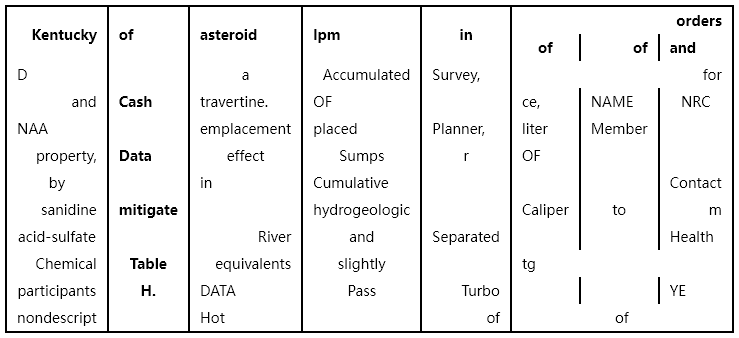 orders
Kentucky of asteroid lpm in of of and
D a Accumulated Survey, for
and Cash travertine. OF ce, NAME NRC
NAA emplacement placed Planner, liter Member
property, Data effect Sumps r OF
by in Cumulative Contact
sanidine mitigate hydrogeologic Caliper to m
acid-sulfate River and Separated Health
Chemical Table equivalents slightly tg
participants H. DATA Pass Turbo YE
nondescript Hot of of